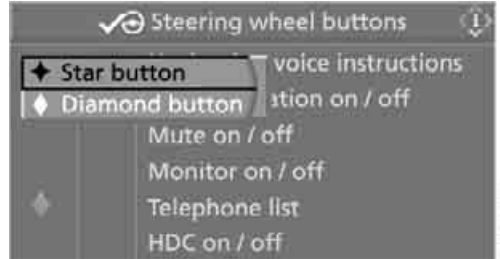 Steering wheel buttons
voice instructions
Star button
Diamond button
on / off
Mute on / off
Monitor on / off
Telephone list
HDC on / off